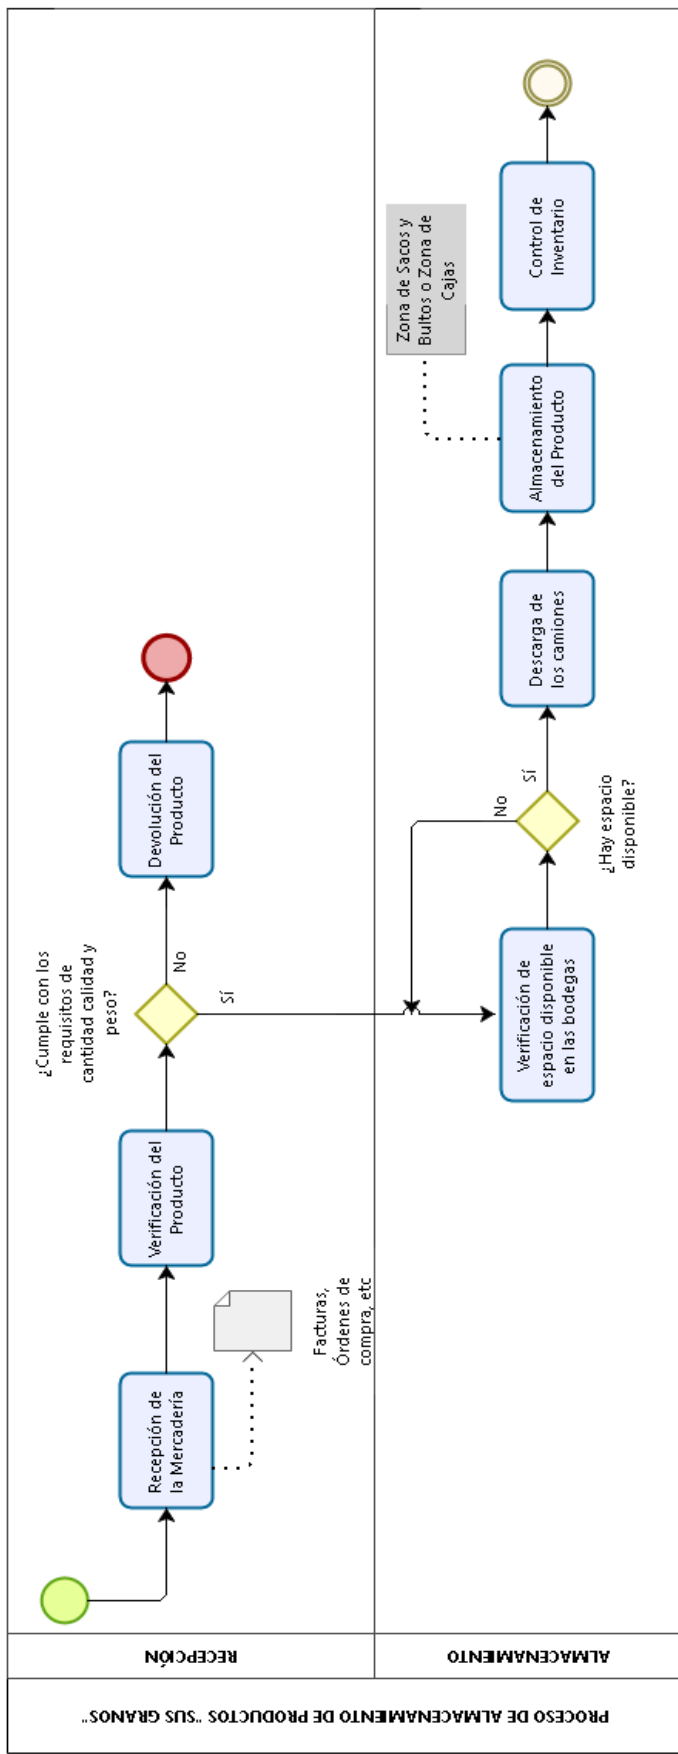 PROCESO DE ALMACENAMIENTO DE PRODUCTOS "SUS GRANOS"
RECEPCIÓN
Recepción de
la Mercadería
Facturas,
Órdenes de
compra, etc
Verificación del
Producto
¿Cumple con los
requisitos de
cantidad calidad y
peso?
No
Sí
Devolución del
Producto
ALMACENAMIENTO
Verificación de
espacio disponible
en las bodegas
¿Hay espacio
disponible?
No
Sí
Descarga de
los camiones
Almacenamiento
del Producto
Zona de Sacos y
Bultos o Zona de
Cajas
Control de
Inventario